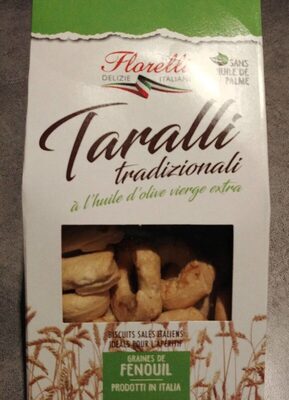 Florelli
DELIZIE ITALIANE
SANS
HUILE DE
PALME
Taralli
tradizionali
à l'huile d'olive vierge extra
BISCUITS SALÉS ITALIENS
IDÉALS POUR L'APÉRITIF
GRAINES DE
FENOUIL
PRODOTTI IN ITALIA